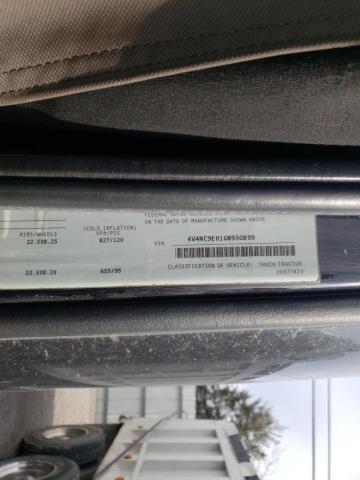 FEDERAL MOTOR VEHICLE
ON THE DATE OF MANUFACTURE SHOWN ABOVE
(COLD INFLATION)
RIMS/WHEELS KPA/PSI
22.5X8.25 827/120 VIN 4V4NC9EH1GN950899
CLASSIFICATION OF VEHICLE: TRUCK TRACTOR
22.5X8.25 655/95 20377823